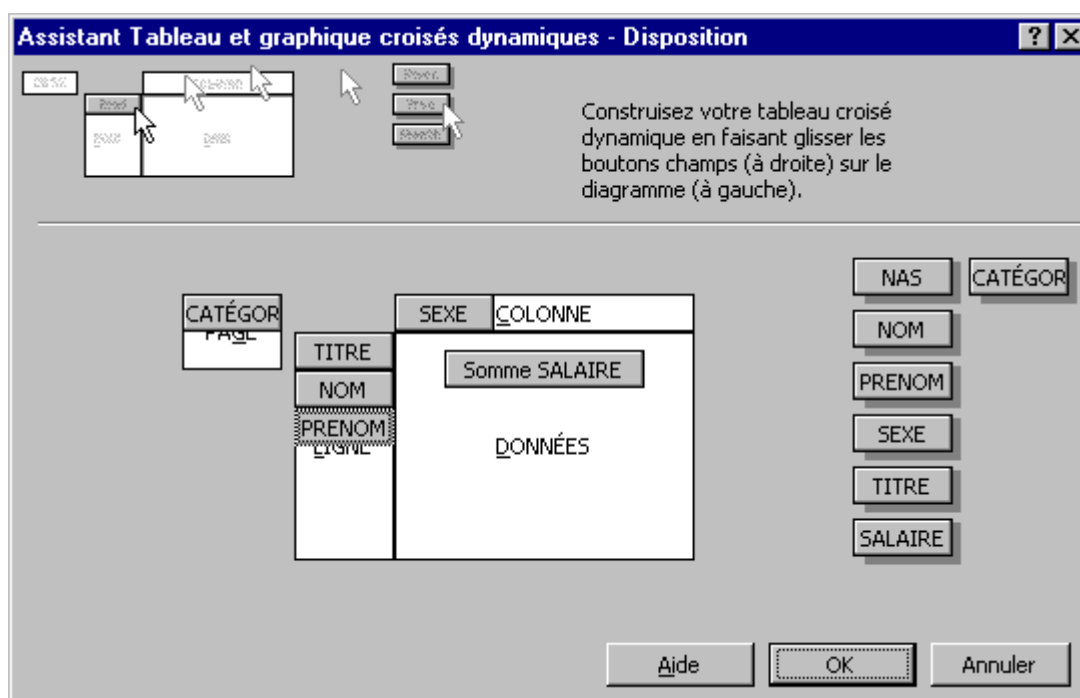 Assistant Tableau et graphique croisés dynamiques - Disposition
Construisez votre tableau croisé
dynamique en faisant glisser les
boutons champs (à droite) sur le
diagramme (à gauche).
NAS CATÉGOR
CATÉGOR SEXE COLONNE
PAGE
NOM
TITRE
Somme SALAIRE
NOM
PRENOM
PRENOM
LIGNE
DONNÉES
SEXE
TITRE
SALAIRE
Aide OK Annuler